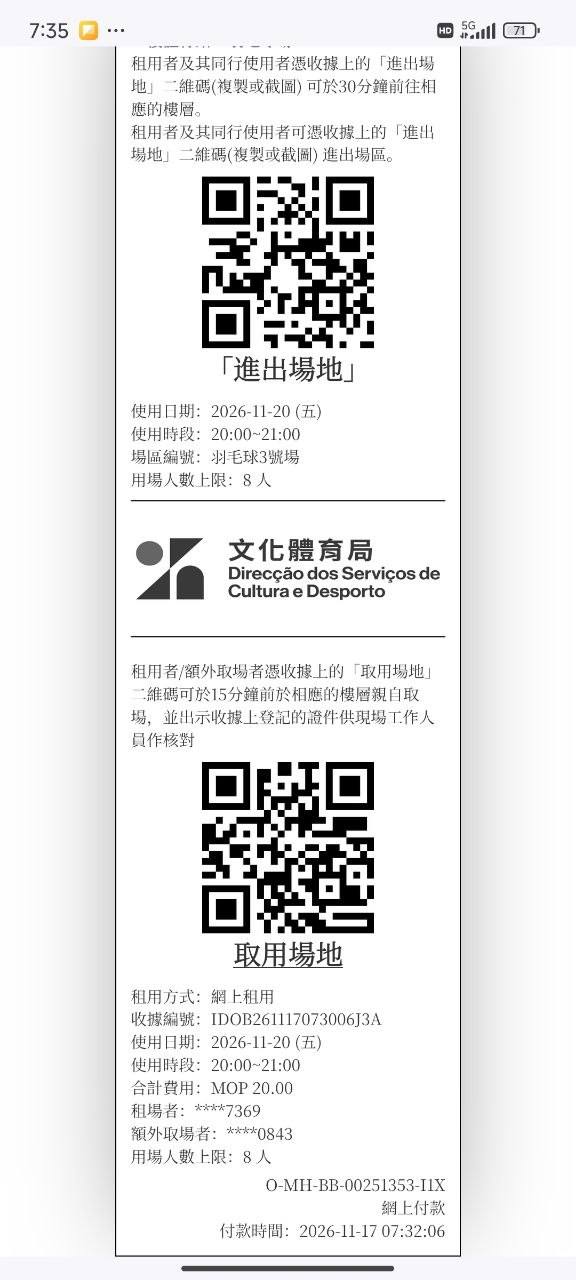 7:35
HD 5G 71
租用者及其同行使用者憑收據上的「進出場
地」二維碼(複製或截圖) 可於30分鐘前往相
應的樓層。
租用者及其同行使用者可憑收據上的「進出
場地」二維碼(複製或截圖) 進出場區。
「進出場地」
使用日期：2026-11-20 (五)
使用時段：20:00~21:00
場區編號：羽毛球3號場
用場人數上限：8 人
文化體育局
Direcção dos Serviços de
Cultura e Desporto
租用者/額外取場者憑收據上的「取用場地」
二維碼可於15分鐘前於相應的樓層親自取
場，並出示收據上登記的證件供現場工作人
員作核對
取用場地
租用方式：網上租用
收據編號：IDOB261117073006J3A
使用日期：2026-11-20 (五)
使用時段：20:00~21:00
合計費用：MOP 20.00
租場者：****7369
額外取場者：****0843
用場人數上限：8 人
O-MH-BB-00251353-I1X
網上付款
付款時間：2026-11-17 07:32:06